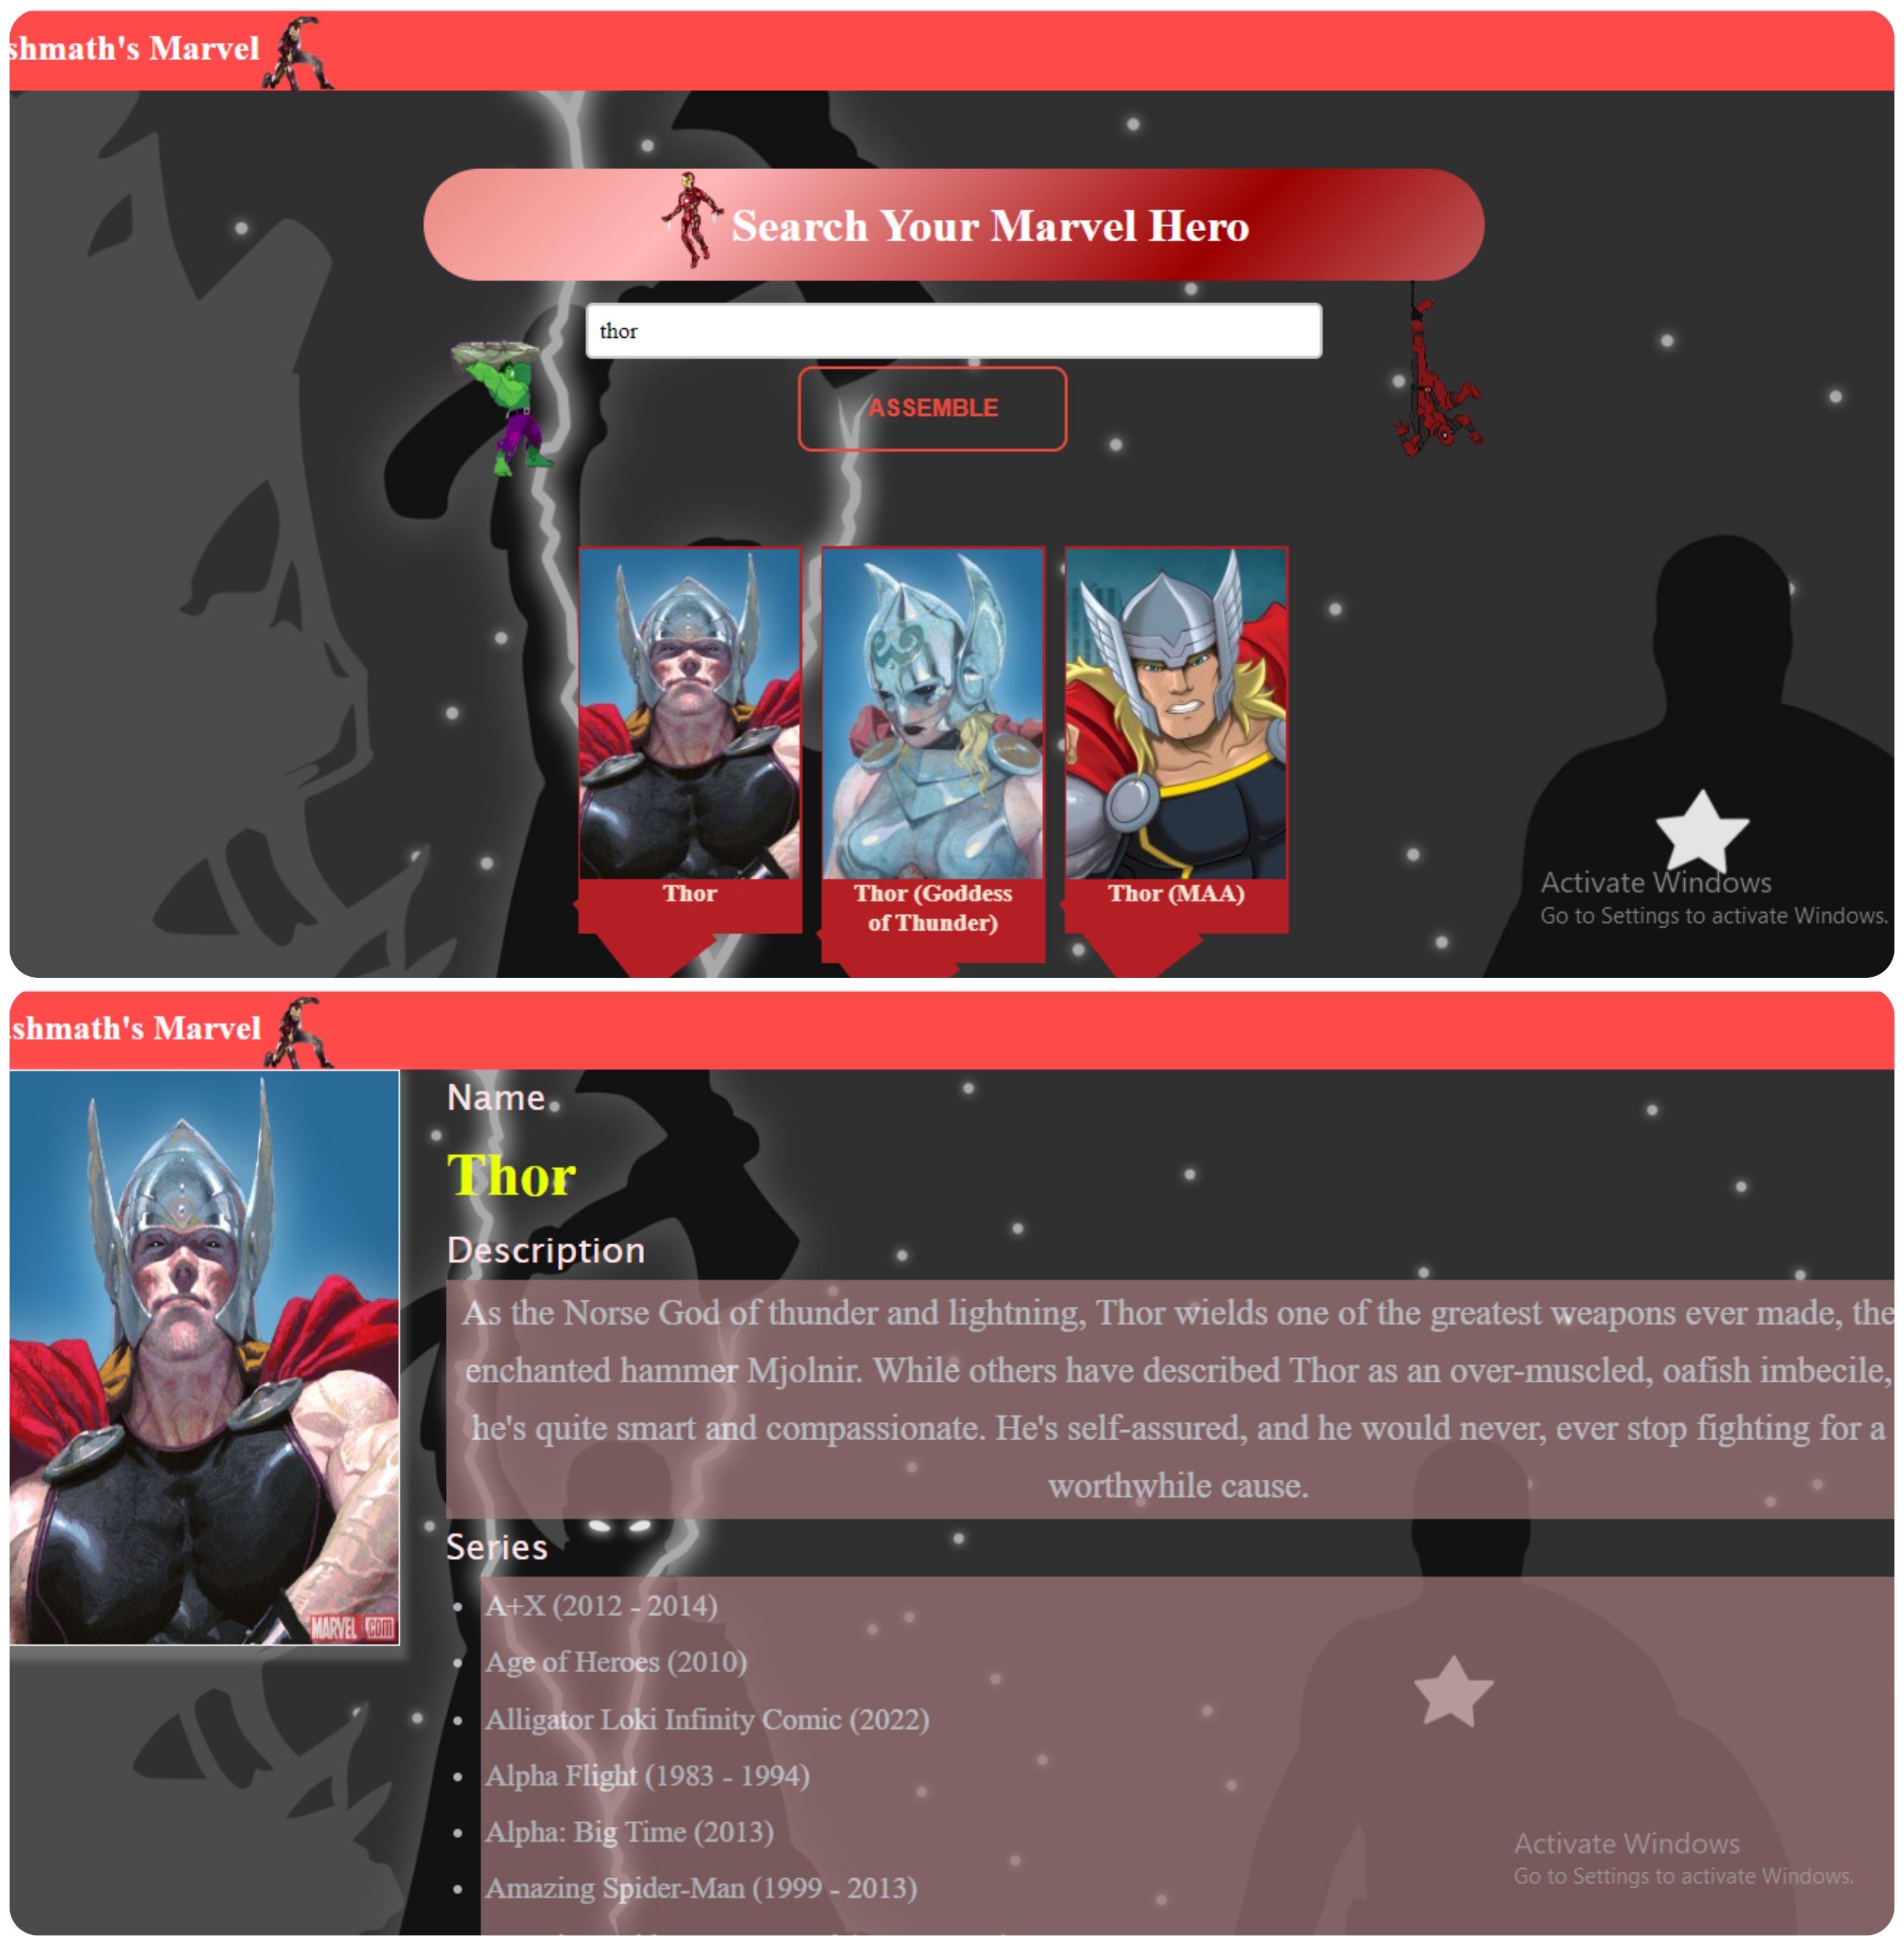 shmath's Marvel
Search Your Marvel Hero
thor
ASSEMBLE
Thor
Thor (Goddess
of Thunder)
Thor (MAA)
Activate Windows
Go to Settings to activate Windows.
shmath's Marvel
Name
Thor
Description
As the Norse God of thunder and lightning, Thor wields one of the greatest weapons ever made, the
enchanted hammer Mjolnir. While others have described Thor as an over-muscled, oafish imbecile,
he's quite smart and compassionate. He's self-assured, and he would never, ever stop fighting for a
worthwhile cause.
MARVEL.com
Series
• A+X (2012 - 2014)
• Age of Heroes (2010)
• Alligator Loki Infinity Comic (2022)
• Alpha Flight (1983 - 1994)
• Alpha: Big Time (2013)
• Amazing Spider-Man (1999 - 2013)
Activate Windows
Go to Settings to activate Windows.